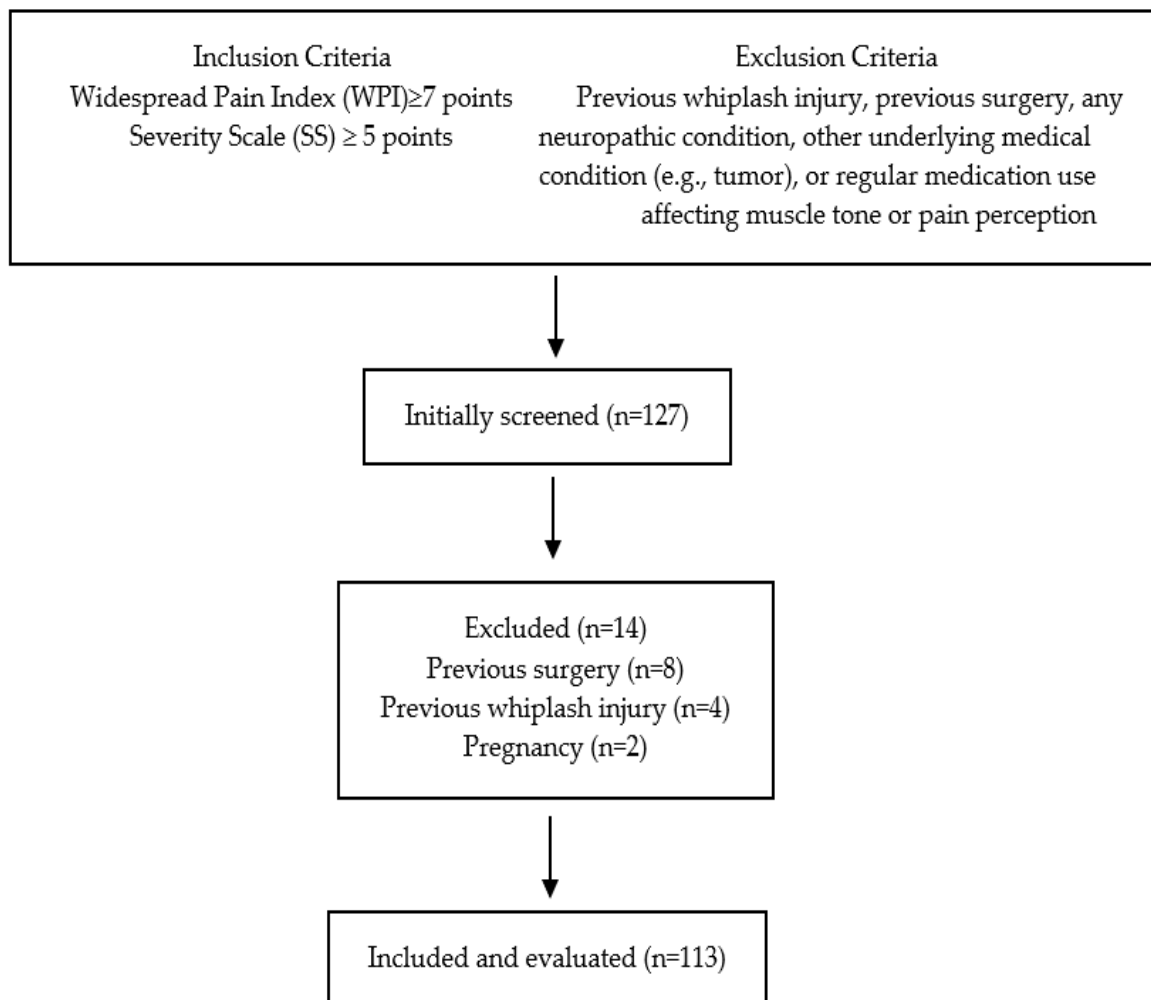 Inclusion Criteria
Widespread Pain Index (WPI)≥7 points
Severity Scale (SS) ≥ 5 points
Exclusion Criteria
Previous whiplash injury, previous surgery, any
neuropathic condition, other underlying medical
condition (e.g., tumor), or regular medication use
affecting muscle tone or pain perception
Initially screened (n=127)
Excluded (n=14)
Previous surgery (n=8)
Previous whiplash injury (n=4)
Pregnancy (n=2)
Included and evaluated (n=113)